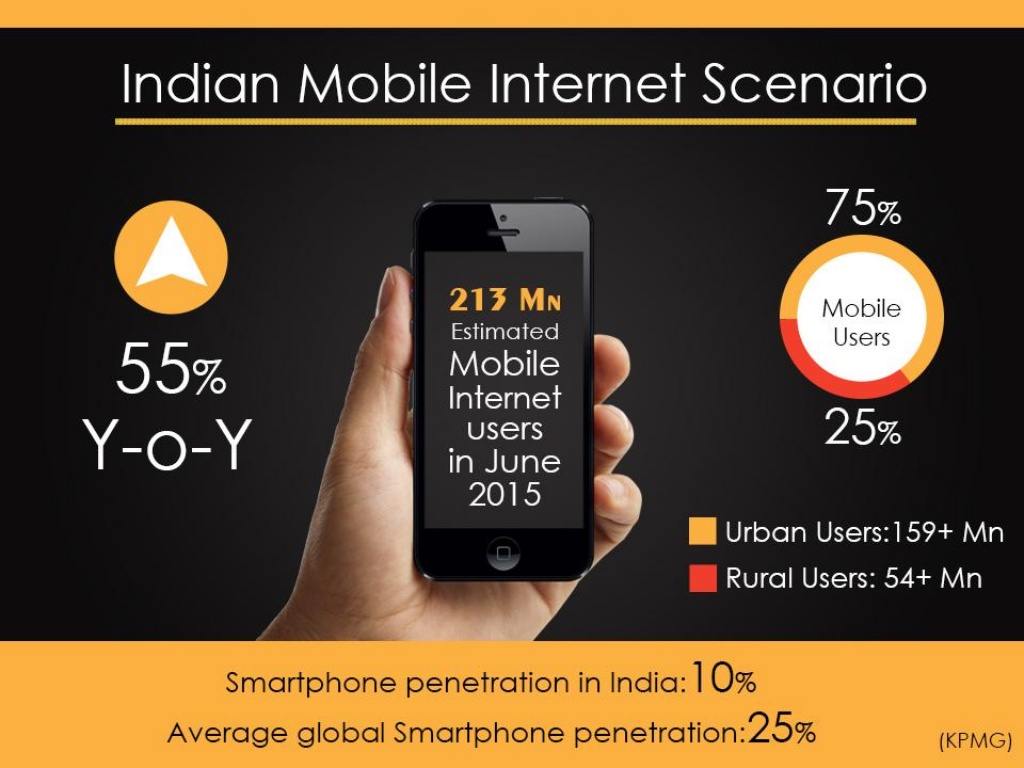 Indian Mobile Internet Scenario
55%
Y-o-Y
213 Mn
Estimated
Mobile
Internet
users
in June
2015
75%
Mobile
Users
25%
Urban Users:159+ Mn
Rural Users: 54+ Mn
Smartphone penetration in India:10%
Average global Smartphone penetration:25%
(KPMG)